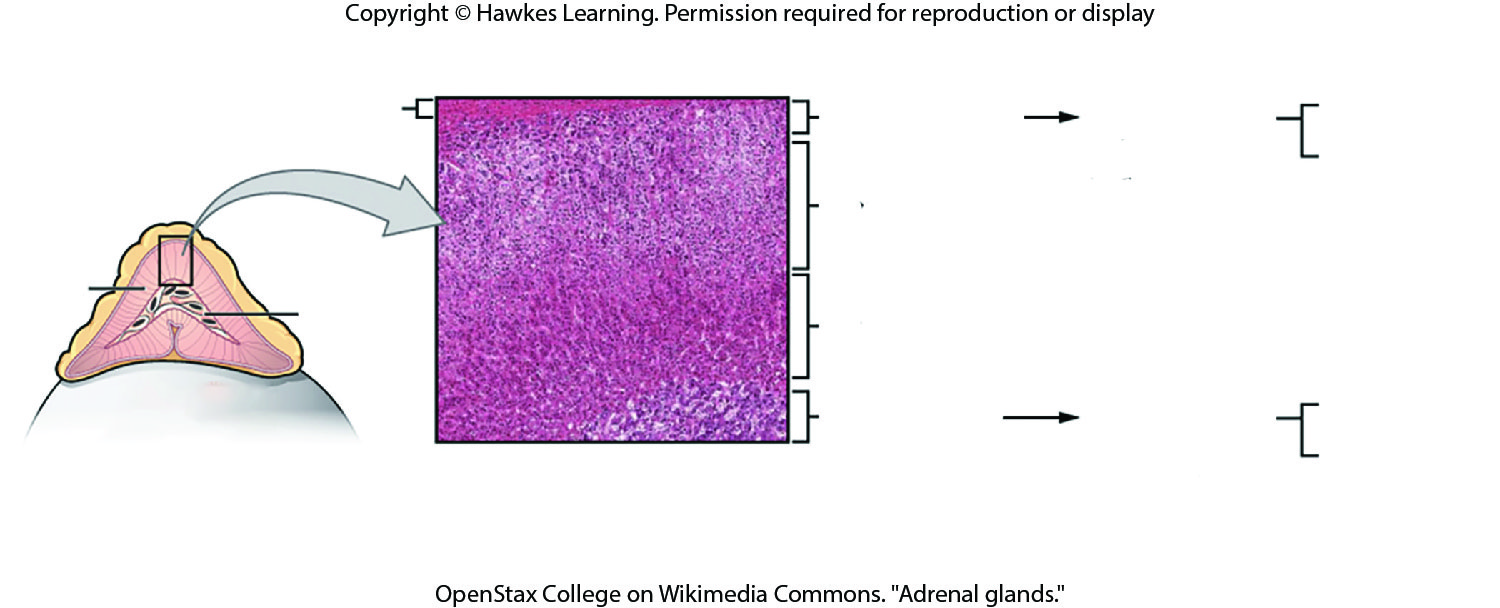 Copyright © Hawkes Learning. Permission required for reproduction or display
OpenStax College on Wikimedia Commons. "Adrenal glands."